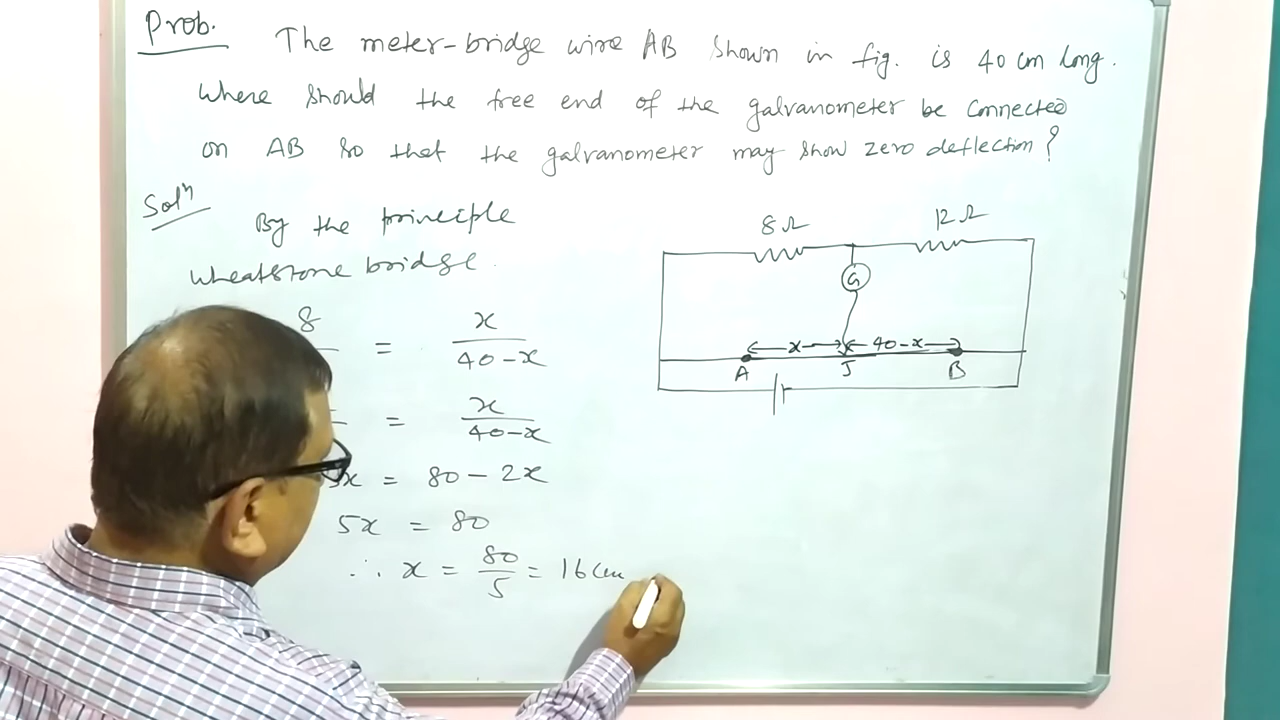 Prob. The meter-bridge wire AB shown in fig. is 40 cm long.
Where should the free end of the galvanometer be connected
on AB so that the galvanometer may show zero deflection?
Solⁿ By the principle
Wheatstone bridge.
8 = x / 40-x
= x / 40-x
x = 80 - 2x
5x = 80
∴ x = 80/5 = 16 cm
8Ω 12Ω
G
x 40-x
A J B